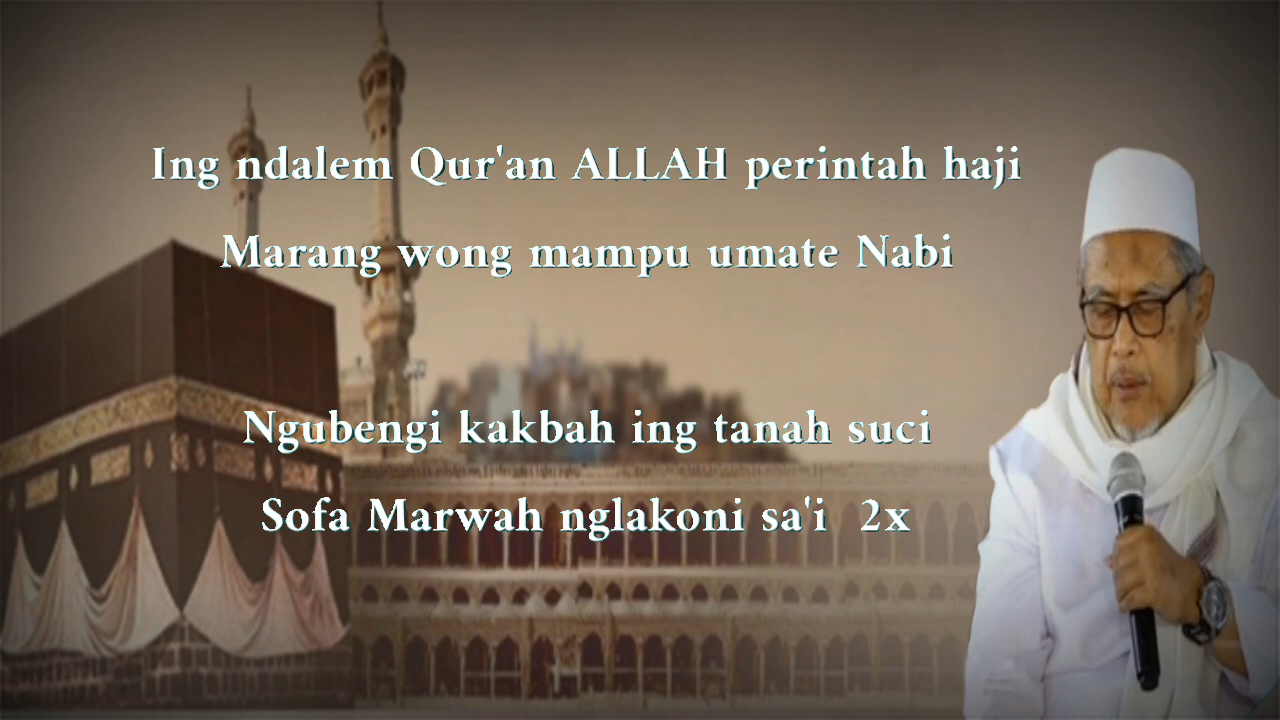 Ing ndalem Qur'an ALLAH perintah haji
Marang wong mampu umate Nabi
Ngubengi kakbah ing tanah suci
Sofa Marwah nglakoni sa'i 2x